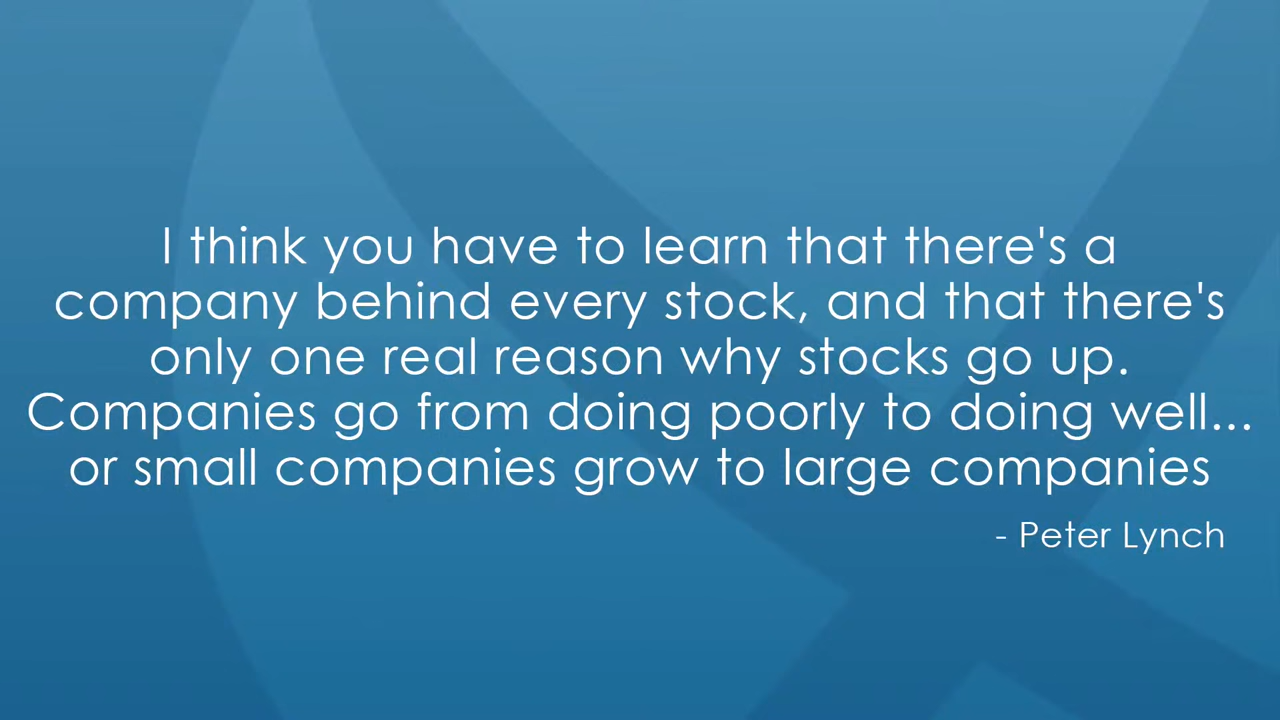 I think you have to learn that there's a
company behind every stock, and that there's
only one real reason why stocks go up.
Companies go from doing poorly to doing well...
or small companies grow to large companies
- Peter Lynch